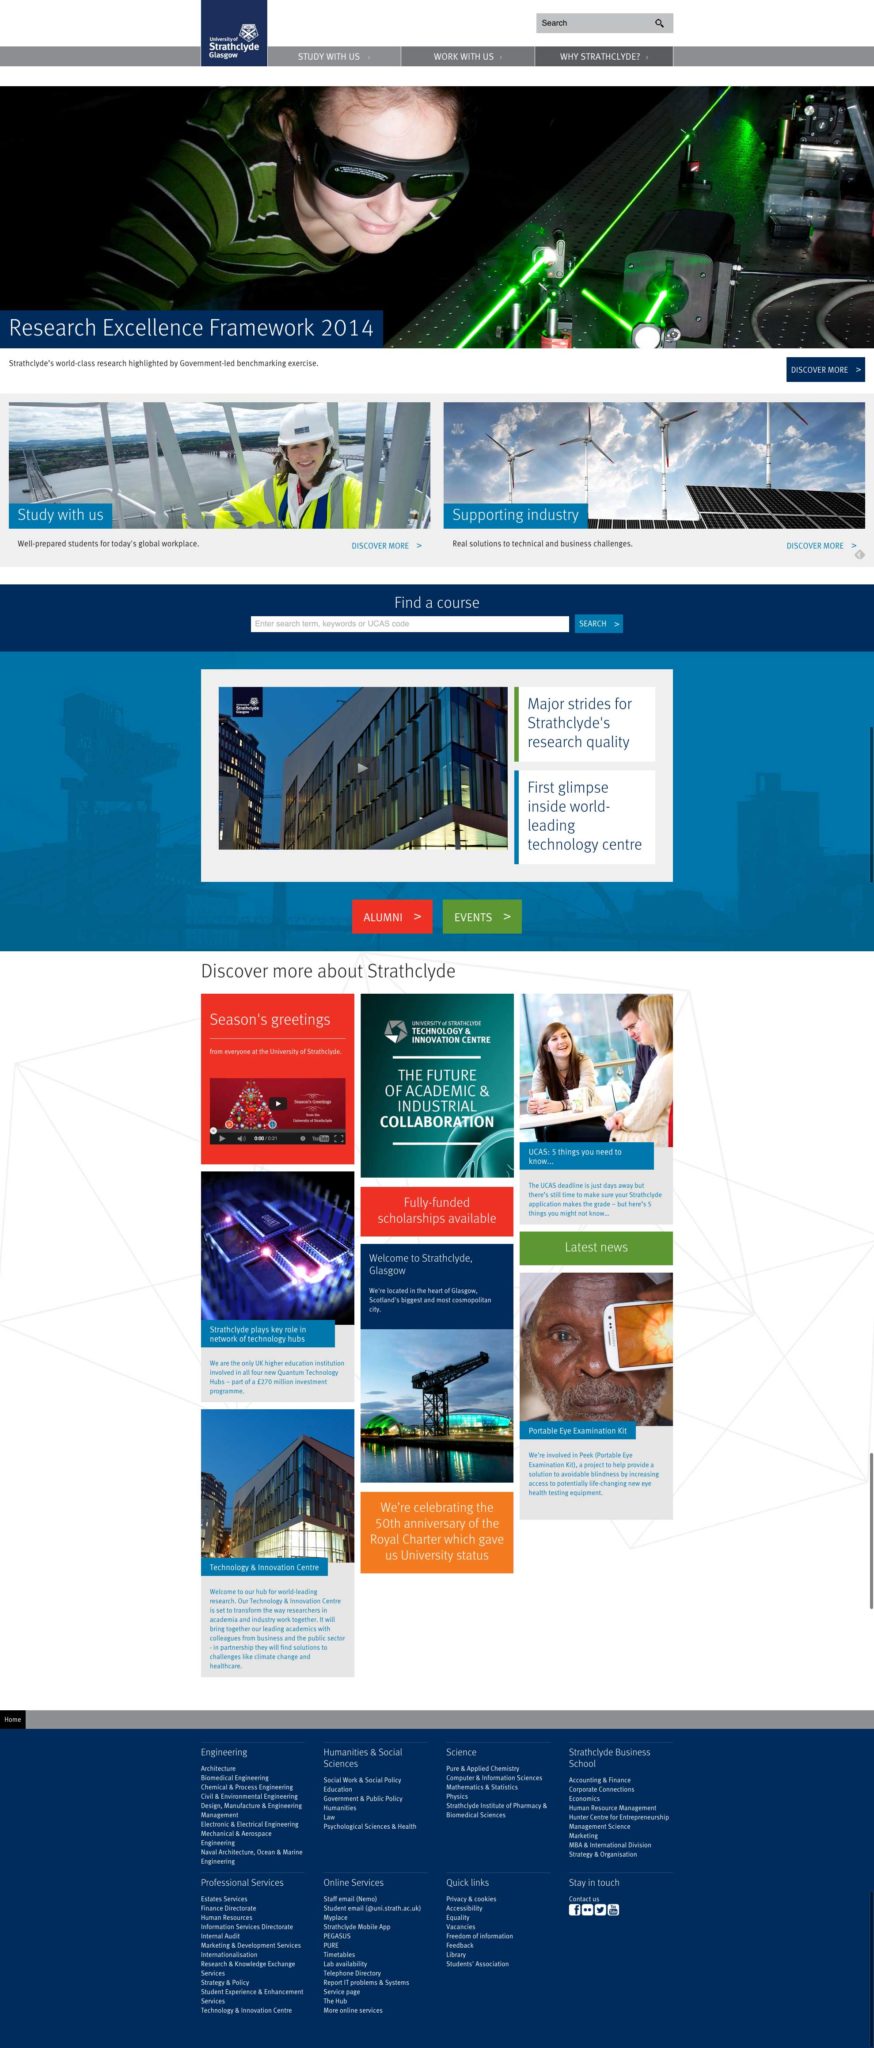 University of
Strathclyde
Glasgow
Search
STUDY WITH US ›
WORK WITH US ›
WHY STRATHCLYDE? ›
Research Excellence Framework 2014
Strathclyde's world-class research highlighted by Government-led benchmarking exercise.
DISCOVER MORE >
Study with us
Well-prepared students for today's global workplace.
DISCOVER MORE >
Supporting industry
Real solutions to technical and business challenges.
DISCOVER MORE >
Find a course
Enter search term, keywords or UCAS code
SEARCH >
University of
Strathclyde
Glasgow
Major strides for
Strathclyde's
research quality
First glimpse
inside world-
leading
technology centre
ALUMNI >
EVENTS >
Discover more about Strathclyde
Season's greetings
from everyone at the University of Strathclyde.
Season's Greetings
from the
University of Strathclyde
0:00 / 0:21
YouTube
Strathclyde plays key role in
network of technology hubs
We are the only UK higher education institution
involved in all four new Quantum Technology
Hubs – part of a £270 million investment
programme.
Technology & Innovation Centre
Welcome to our hub for world-leading
research. Our Technology & Innovation Centre
is set to transform the way researchers in
academia and industry work together. It will
bring together our leading academics with
colleagues from business and the public sector
- in partnership they will find solutions to
challenges like climate change and
healthcare.
UNIVERSITY of STRATHCLYDE
TECHNOLOGY &
INNOVATION CENTRE
THE FUTURE
OF ACADEMIC &
INDUSTRIAL
COLLABORATION
Fully-funded
scholarships available
Welcome to Strathclyde,
Glasgow
We're located in the heart of Glasgow,
Scotland's biggest and most cosmopolitan
city.
We're celebrating the
50th anniversary of the
Royal Charter which gave
us University status
UCAS: 5 things you need to
know...
The UCAS deadline is just days away but
there's still time to make sure your Strathclyde
application makes the grade – but here's 5
things you might not know...
Latest news
Portable Eye Examination Kit
We're involved in Peek (Portable Eye
Examination Kit), a project to help provide a
solution to avoidable blindness by increasing
access to potentially life-changing new eye
health testing equipment.
Home
Engineering
Architecture
Biomedical Engineering
Chemical & Process Engineering
Civil & Environmental Engineering
Design, Manufacture & Engineering
Management
Electronic & Electrical Engineering
Mechanical & Aerospace
Engineering
Naval Architecture, Ocean & Marine
Engineering
Humanities & Social
Sciences
Social Work & Social Policy
Education
Government & Public Policy
Humanities
Law
Psychological Sciences & Health
Science
Pure & Applied Chemistry
Computer & Information Sciences
Mathematics & Statistics
Physics
Strathclyde Institute of Pharmacy &
Biomedical Sciences
Strathclyde Business
School
Accounting & Finance
Corporate Connections
Economics
Human Resource Management
Hunter Centre for Entrepreneurship
Management Science
Marketing
MBA & International Division
Strategy & Organisation
Professional Services
Estates Services
Finance Directorate
Human Resources
Information Services Directorate
Internal Audit
Marketing & Development Services
Internationalisation
Research & Knowledge Exchange
Services
Strategy & Policy
Student Experience & Enhancement
Services
Technology & Innovation Centre
Online Services
Staff email (Nemo)
Student email (@uni.strath.ac.uk)
Myplace
Strathclyde Mobile App
PEGASUS
PURE
Timetables
Lab availability
Telephone Directory
Report IT problems & Systems
Service page
The Hub
More online services
Quick links
Privacy & cookies
Accessibility
Equality
Vacancies
Freedom of information
Feedback
Library
Students' Association
Stay in touch
Contact us